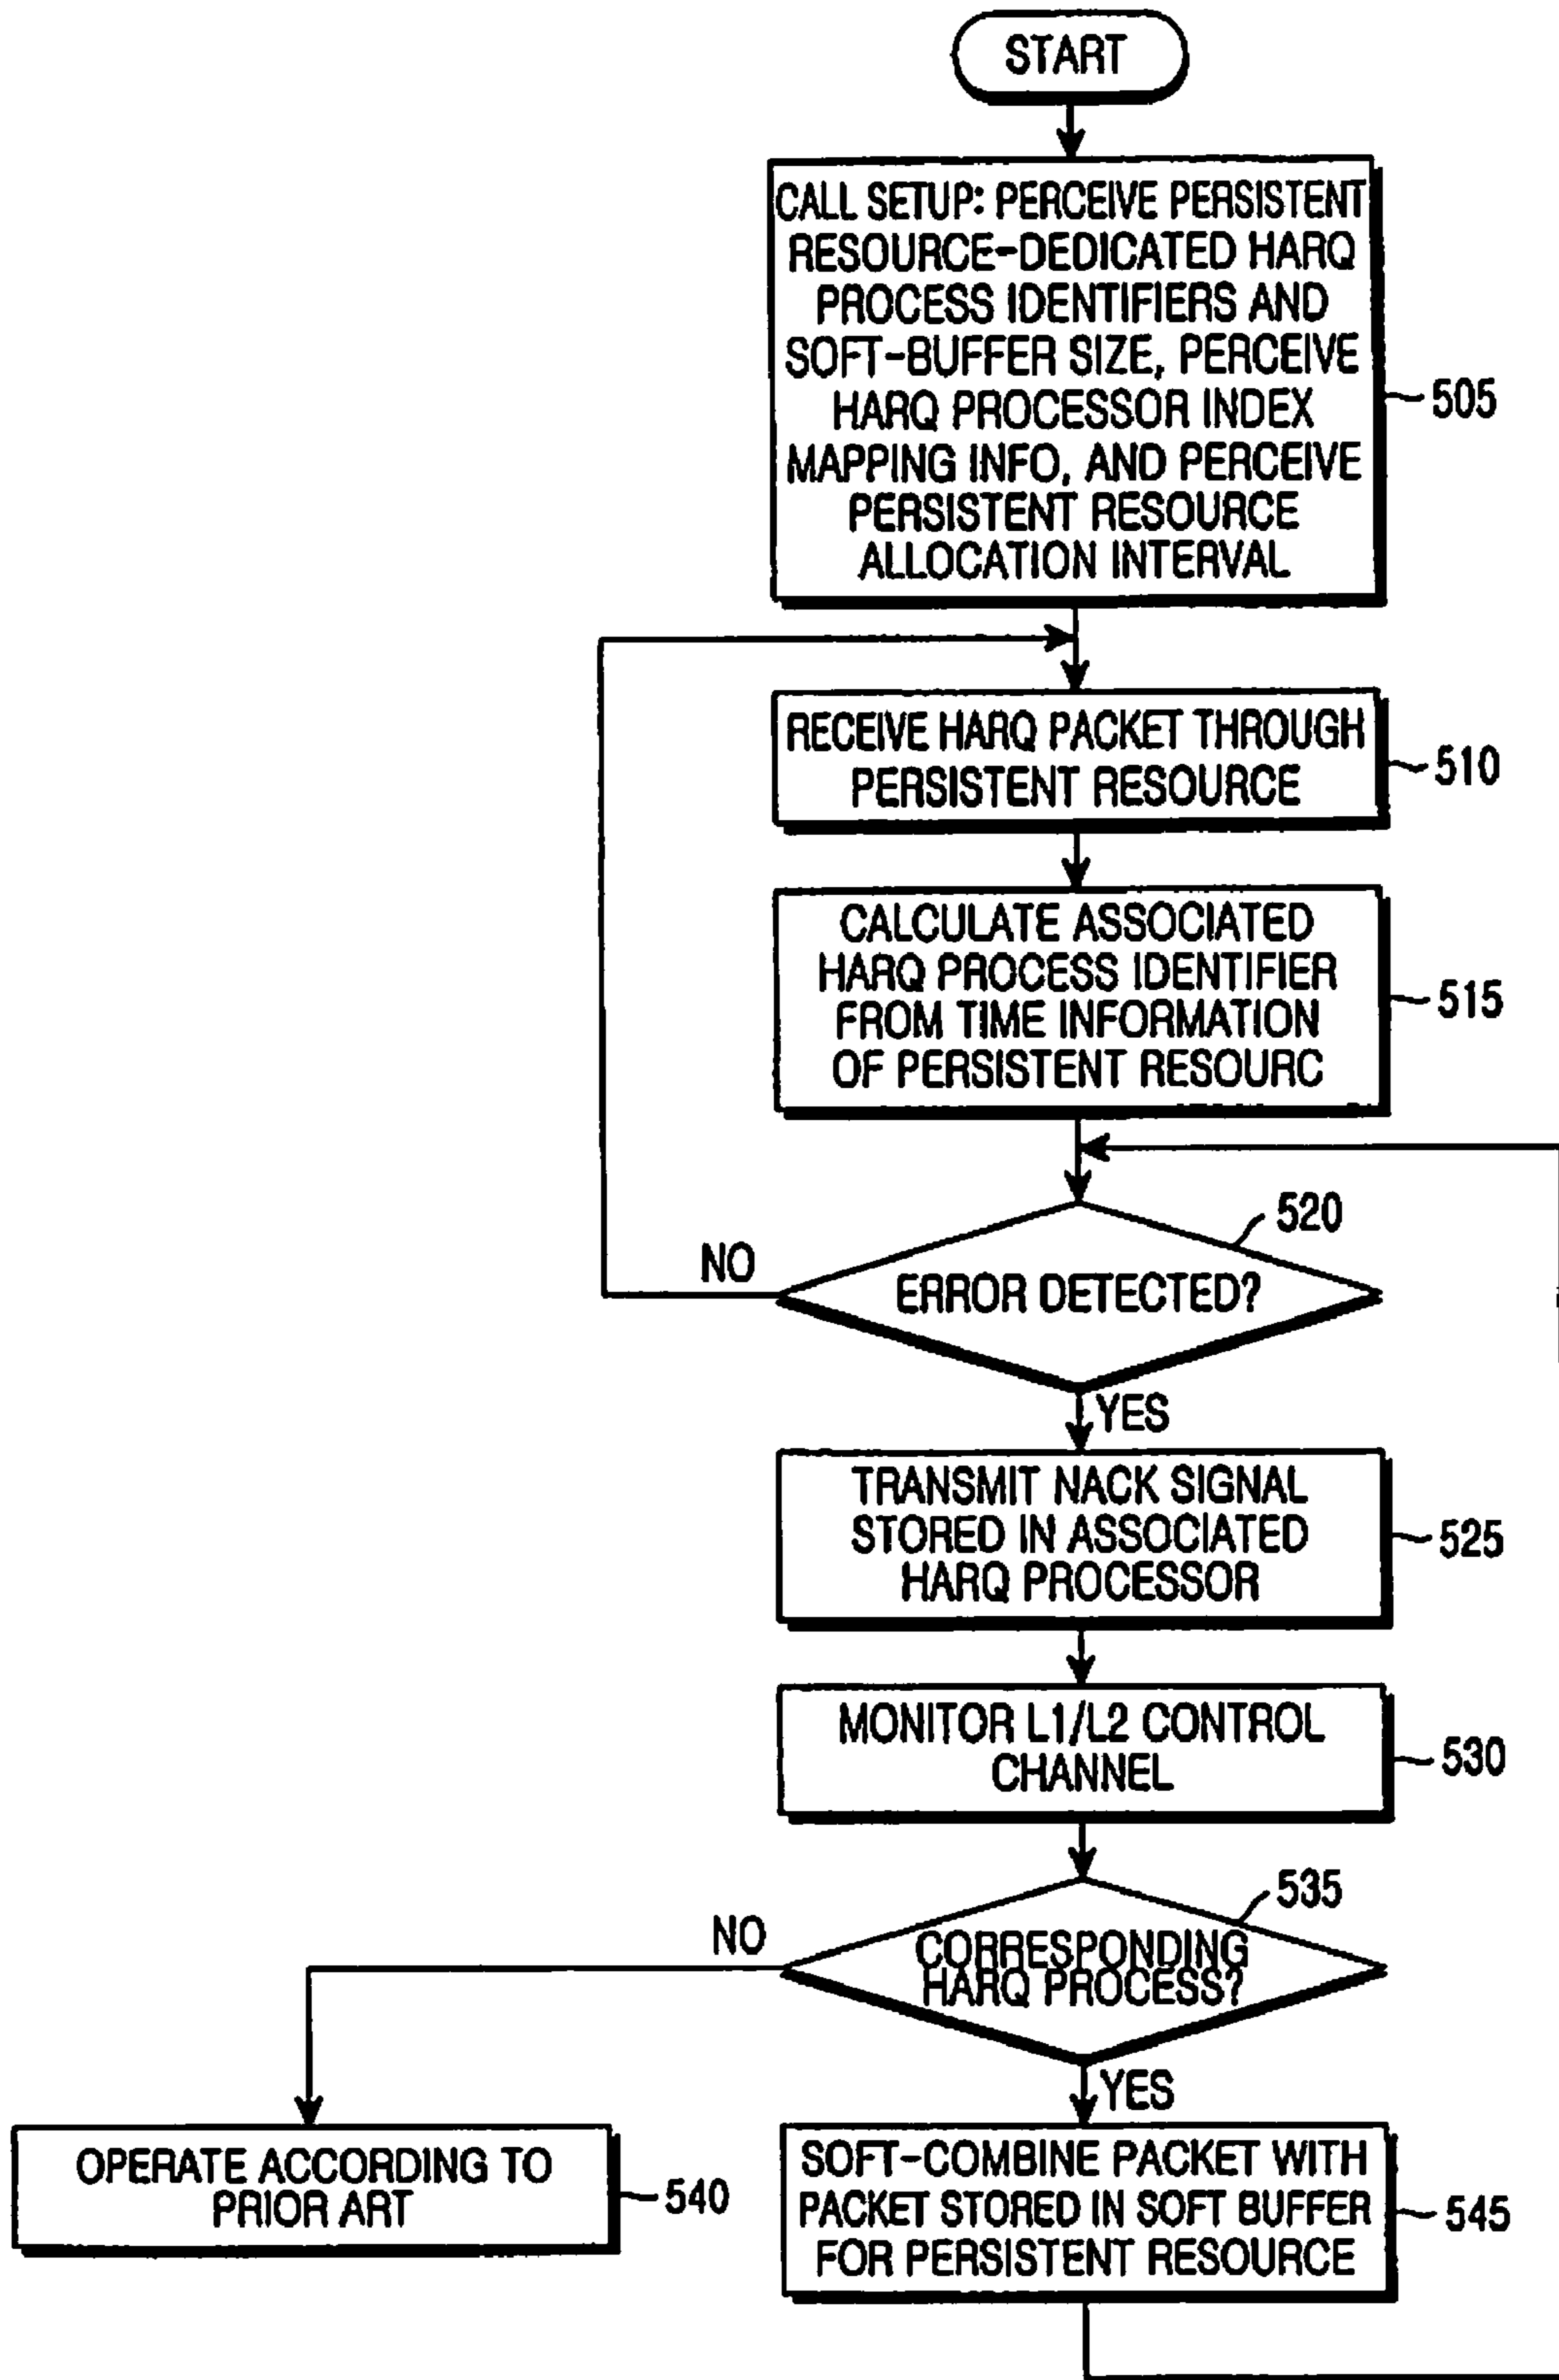 START
CALL SETUP: PERCEIVE PERSISTENT
RESOURCE-DEDICATED HARQ
PROCESS IDENTIFIERS AND
SOFT-BUFFER SIZE, PERCEIVE
HARQ PROCESSOR INDEX
MAPPING INFO, AND PERCEIVE
PERSISTENT RESOURCE
ALLOCATION INTERVAL
505
RECEIVE HARQ PACKET THROUGH
PERSISTENT RESOURCE
510
CALCULATE ASSOCIATED
HARQ PROCESS IDENTIFIER
FROM TIME INFORMATION
OF PERSISTENT RESOURC
515
520
NO
ERROR DETECTED?
YES
TRANSMIT NACK SIGNAL
STORED IN ASSOCIATED
HARQ PROCESSOR
525
MONITOR L1/L2 CONTROL
CHANNEL
530
535
NO
CORRESPONDING
HARQ PROCESS?
YES
OPERATE ACCORDING TO
PRIOR ART
540
SOFT-COMBINE PACKET WITH
PACKET STORED IN SOFT BUFFER
FOR PERSISTENT RESOURCE
545